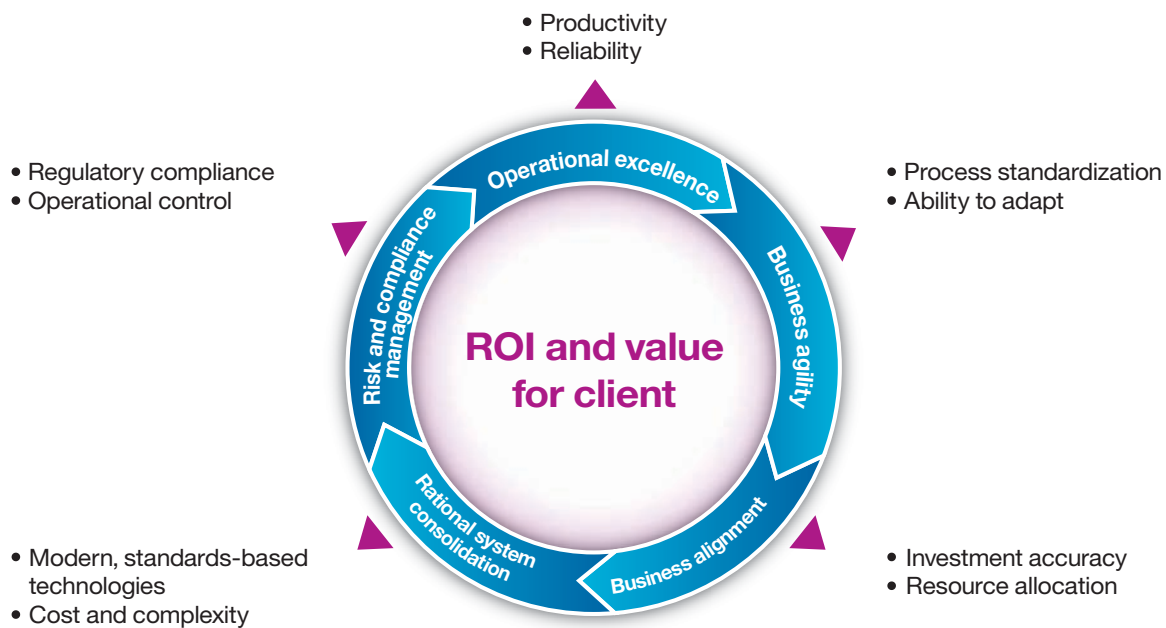 • Productivity
• Reliability
• Regulatory compliance
• Operational control
• Process standardization
• Ability to adapt
Operational excellence
Business agility
Risk and compliance
management
ROI and value
for client
Rational system
consolidation
Business alignment
• Modern, standards-based
technologies
• Cost and complexity
• Investment accuracy
• Resource allocation